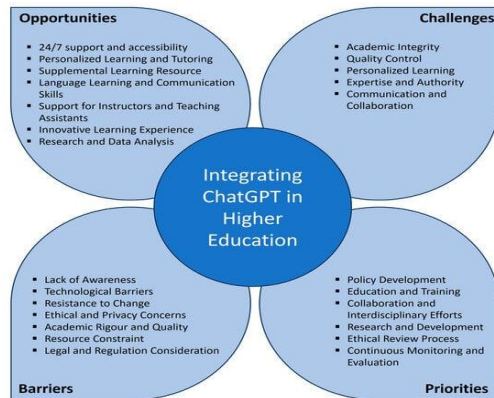 Opportunities
▪ 24/7 support and accessibility
▪ Personalized Learning and Tutoring
▪ Supplemental Learning Resource
▪ Language Learning and Communication
Skills
▪ Support for Instructors and Teaching
Assistants
▪ Innovative Learning Experience
▪ Research and Data Analysis
Challenges
▪ Academic Integrity
▪ Quality Control
▪ Personalized Learning
▪ Expertise and Authority
▪ Communication and
Collaboration
Integrating
ChatGPT in
Higher
Education
▪ Lack of Awareness
▪ Technological Barriers
▪ Resistance to Change
▪ Ethical and Privacy Concerns
▪ Academic Rigour and Quality
▪ Resource Constraint
▪ Legal and Regulation Consideration
Barriers
▪ Policy Development
▪ Education and Training
▪ Collaboration and
Interdisciplinary Efforts
▪ Research and Development
▪ Ethical Review Process
▪ Continuous Monitoring and
Evaluation
Priorities